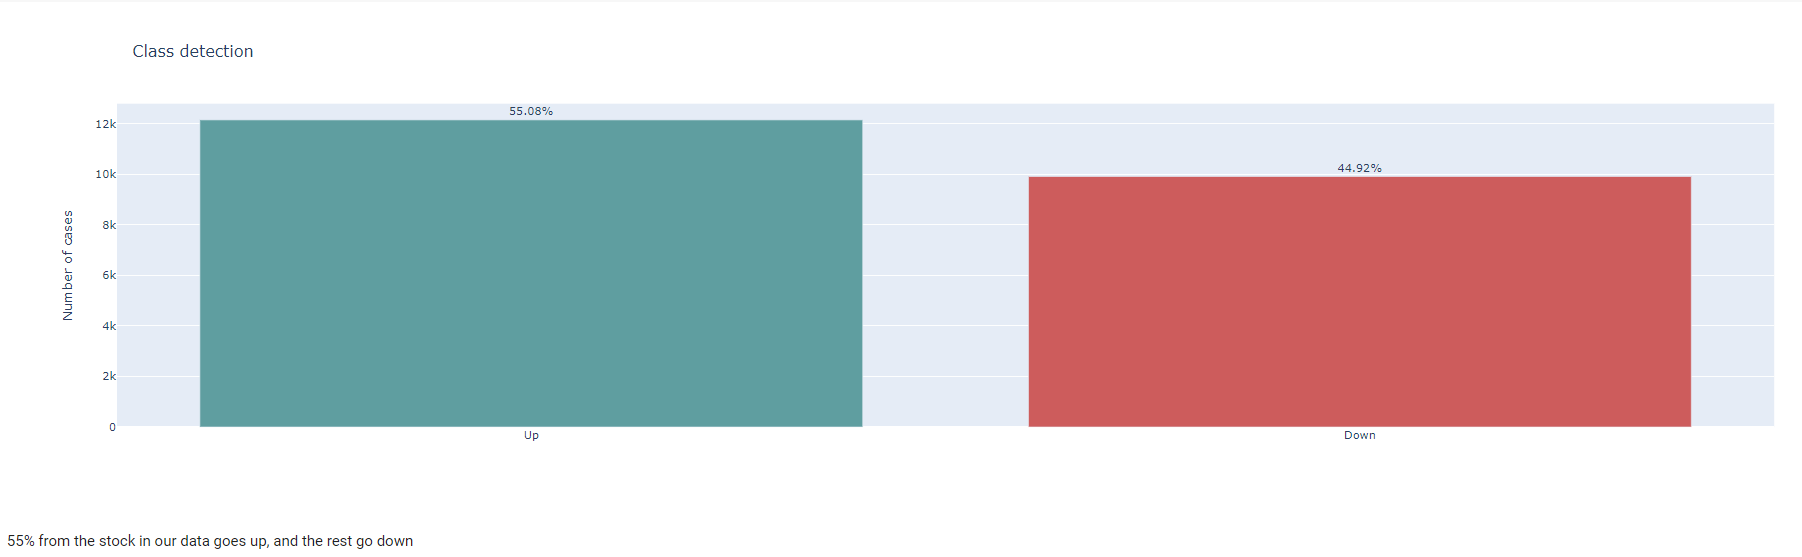 Class detection
55.08%
44.92%
12k
10k
8k
6k
4k
2k
0
Number of cases
Up
Down
55% from the stock in our data goes up, and the rest go down